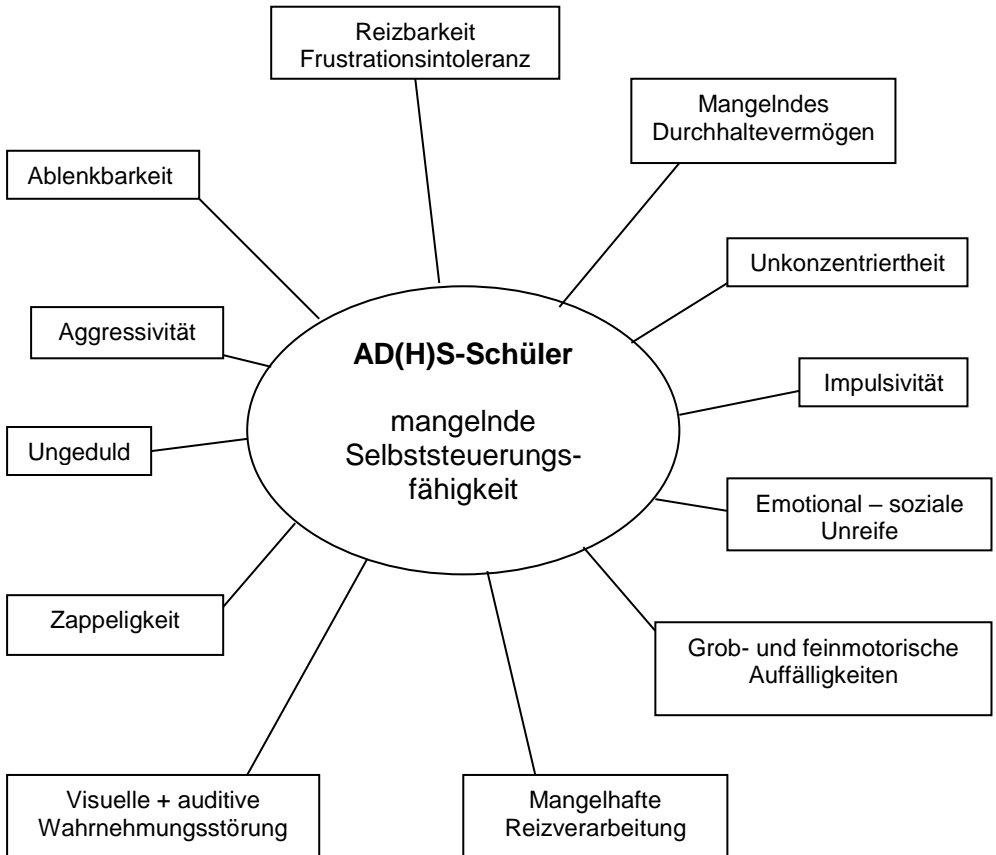 Reizbarkeit
Frustrationsintoleranz
Mangelndes
Durchhaltevermögen
Ablenkbarkeit
Unkonzentriertheit
Aggressivität
AD(H)S-Schüler
mangelnde
Selbststeuerungs-
fähigkeit
Impulsivität
Ungeduld
Emotional – soziale
Unreife
Zappeligkeit
Grob- und feinmotorische
Auffälligkeiten
Visuelle + auditive
Wahrnehmungsstörung
Mangelhafte
Reizverarbeitung